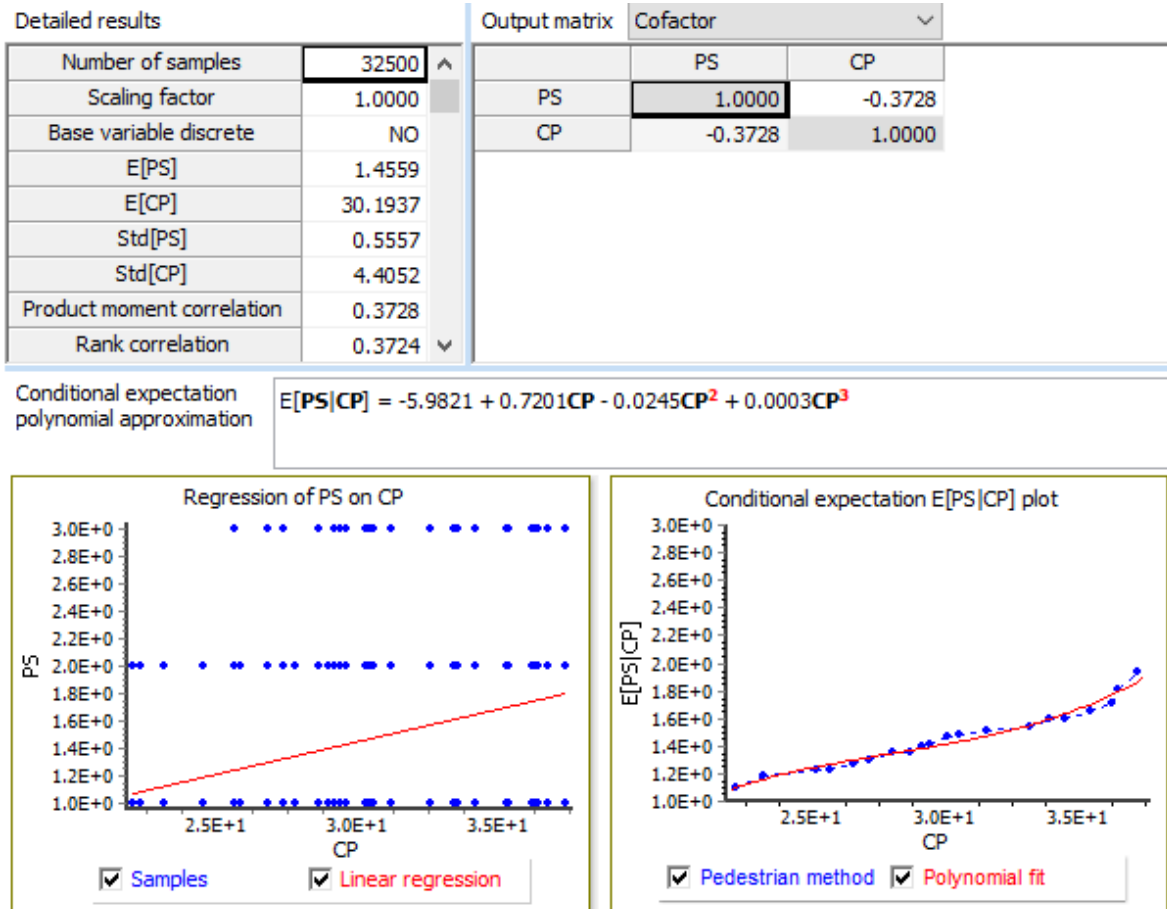 Detailed results
Output matrix Cofactor
Number of samples 32500
Scaling factor 1.0000
Base variable discrete NO
E[PS] 1.4559
E[CP] 30.1937
Std[PS] 0.5557
Std[CP] 4.4052
Product moment correlation 0.3728
Rank correlation 0.3724
PS CP
PS 1.0000 -0.3728
CP -0.3728 1.0000
Conditional expectation
polynomial approximation
E[PS|CP] = -5.9821 + 0.7201CP - 0.0245CP² + 0.0003CP³
Regression of PS on CP
3.0E+0
2.8E+0
2.6E+0
2.4E+0
2.2E+0
2.0E+0
1.8E+0
1.6E+0
1.4E+0
1.2E+0
1.0E+0
PS
2.5E+1 3.0E+1 3.5E+1
CP
Samples Linear regression
Conditional expectation E[PS|CP] plot
3.0E+0
2.8E+0
2.6E+0
2.4E+0
2.2E+0
2.0E+0
1.8E+0
1.6E+0
1.4E+0
1.2E+0
1.0E+0
E[PS|CP]
2.5E+1 3.0E+1 3.5E+1
CP
Pedestrian method Polynomial fit